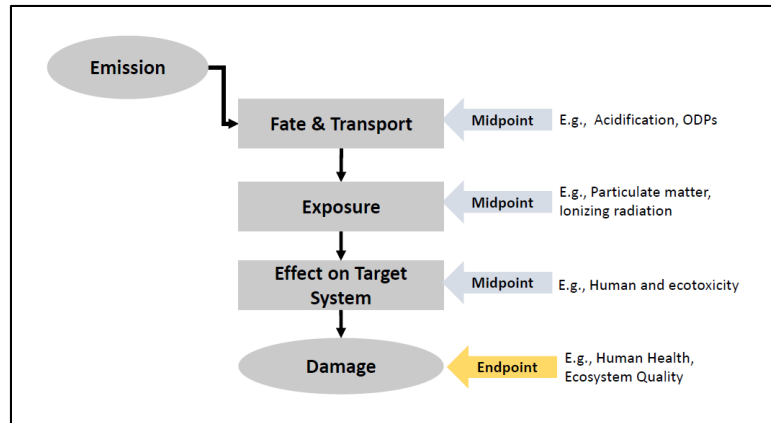 Emission
Fate & Transport
Midpoint
E.g., Acidification, ODPs
Exposure
Midpoint
E.g., Particulate matter,
Ionizing radiation
Effect on Target
System
Midpoint
E.g., Human and ecotoxicity
Damage
Endpoint
E.g., Human Health,
Ecosystem Quality